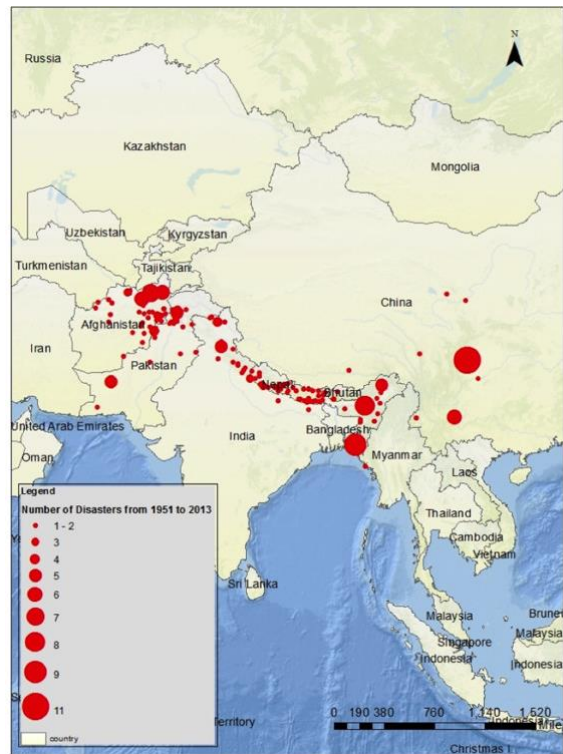 N
Russia
Kazakhstan
Mongolia
Uzbekistan
Kyrgyzstan
Turkmenistan
Tajikistan
China
Afghanistan
Iran
Pakistan
Nepal
Bhutan
United Arab Emirates
India
Bangladesh
Oman
Myanmar
Laos
Thailand
Cambodia
Vietnam
Sri Lanka
Malaysia
Brunei
Malaysia
Singapore
Indonesia
Indonesia
Legend
Number of Disasters from 1951 to 2013
1 - 2
3
4
5
6
7
8
9
11
country
Territory
0 190 380 760 1,140 1,520
Indonesia
Miles
Christmas I